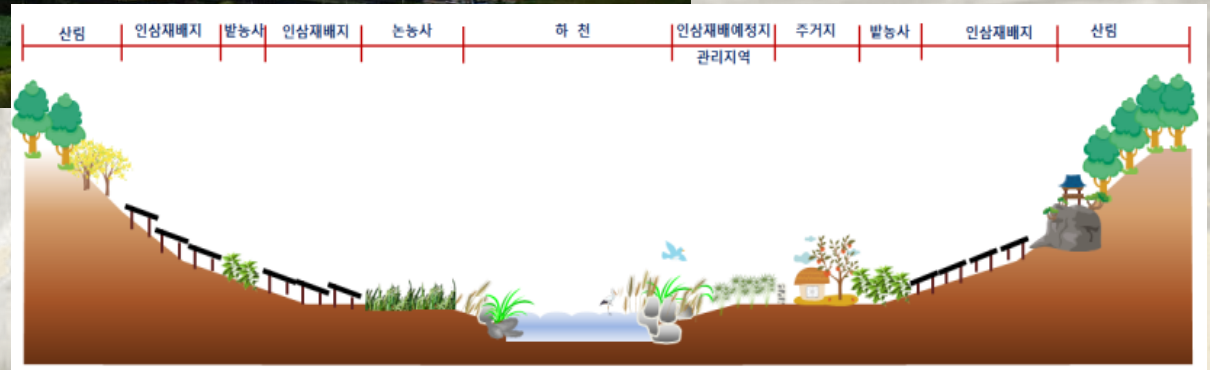 산림 인삼재배지 밭농사 인삼재배지 논농사 하 천 인삼재배예정지 주거지 밭농사 인삼재배지 산림
관리지역